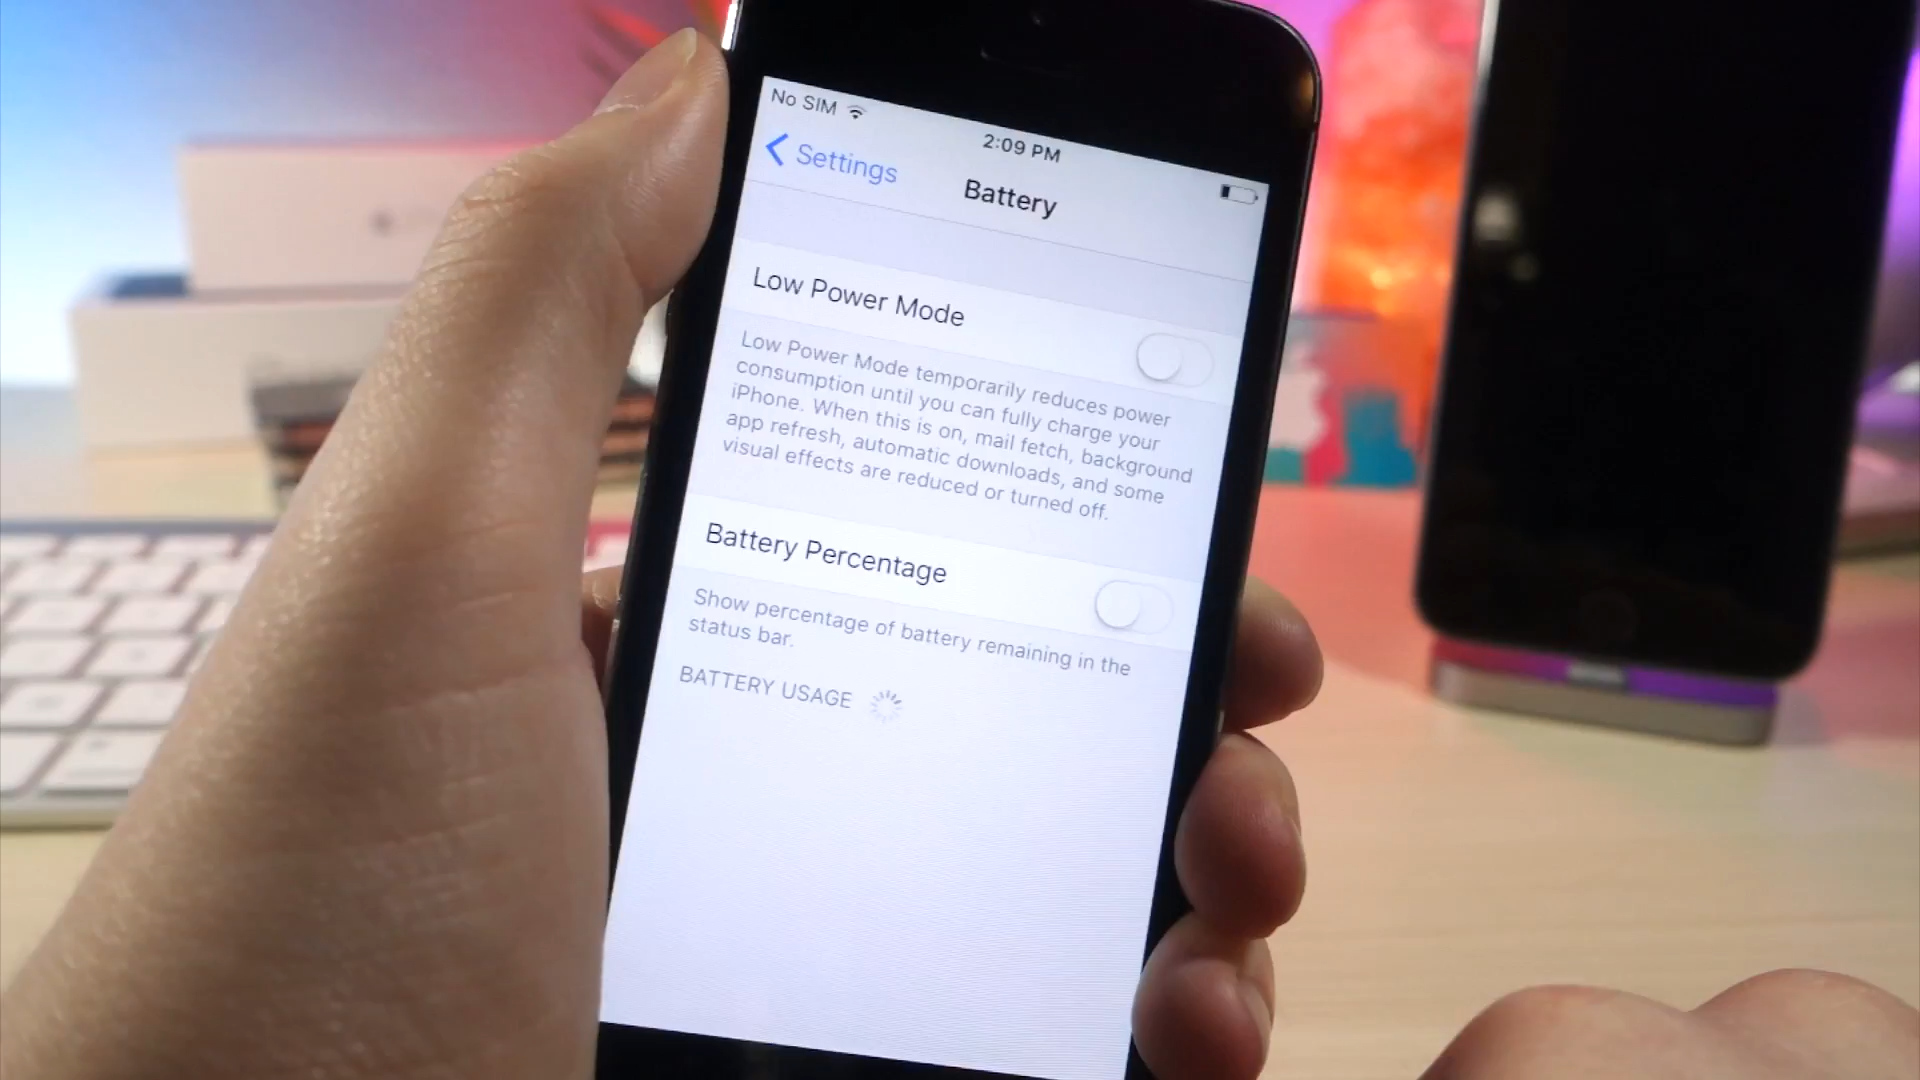 No SIM
2:09 PM
Settings
Battery
Low Power Mode
Low Power Mode temporarily reduces power
consumption until you can fully charge your
iPhone. When this is on, mail fetch, background
app refresh, automatic downloads, and some
visual effects are reduced or turned off.
Battery Percentage
Show percentage of battery remaining in the
status bar.
BATTERY USAGE